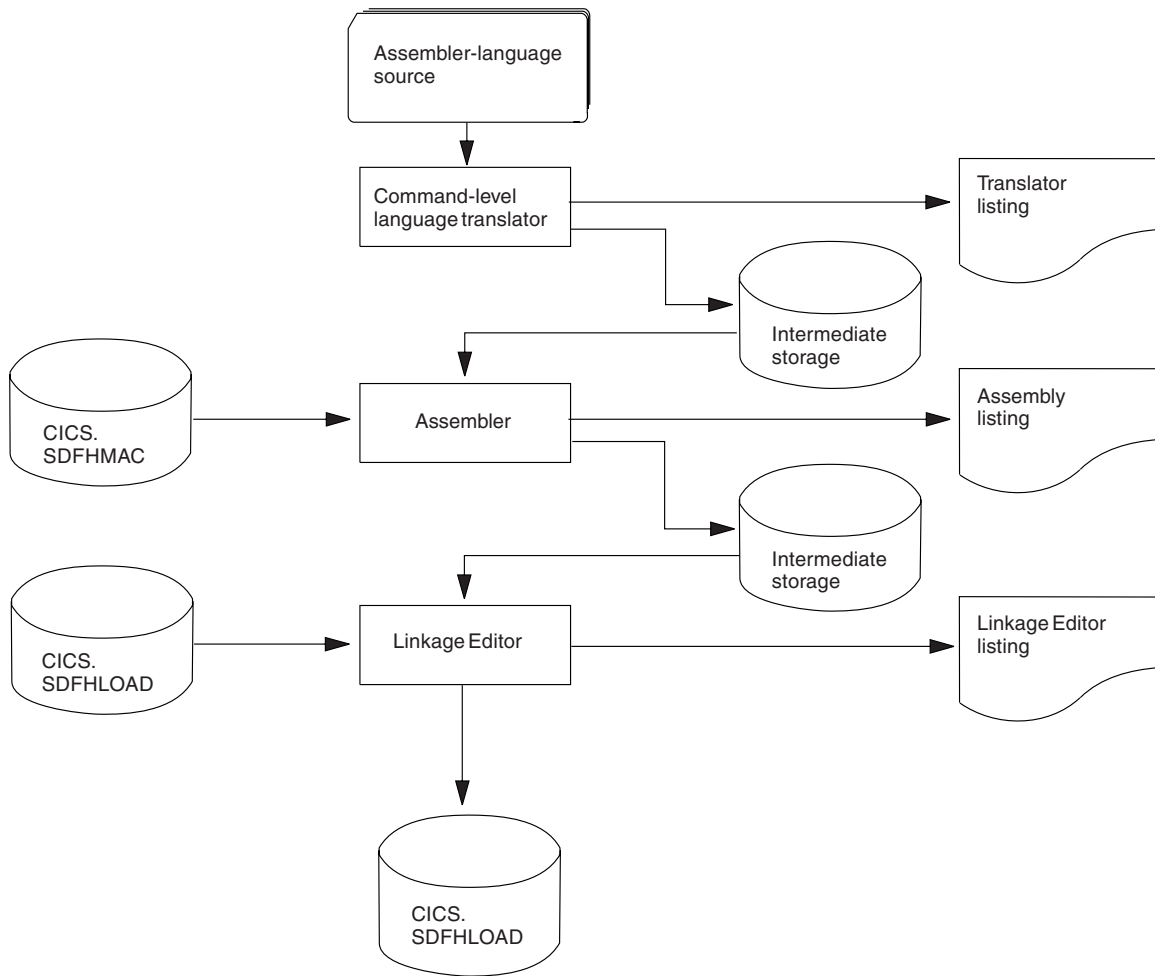 Assembler-language
source
Command-level
language translator
Translator
listing
Intermediate
storage
CICS.
SDFHMAC
Assembler
Assembly
listing
Intermediate
storage
CICS.
SDFHLOAD
Linkage Editor
Linkage Editor
listing
CICS.
SDFHLOAD